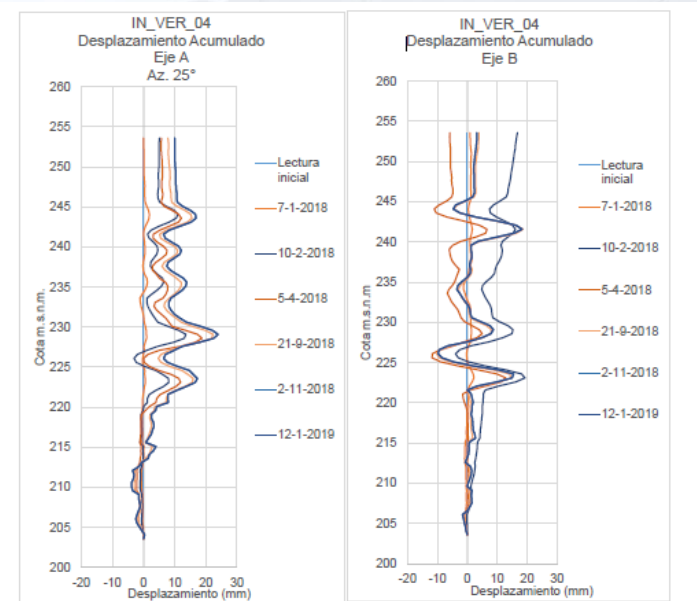 IN_VER_04
Desplazamiento Acumulado
Eje A
Az. 25°
260
255
250
245
240
235
230
225
220
215
210
205
200
Cota m.s.n.m.
-20 -10 0 10 20 30
Desplazamiento (mm)
Lectura
inicial
7-1-2018
10-2-2018
5-4-2018
21-9-2018
2-11-2018
12-1-2019
IN_VER_04
Desplazamiento Acumulado
Eje B
260
255
250
245
240
235
230
225
220
215
210
205
200
Cota m.s.n.m
-20 -10 0 10 20 30
Desplazamiento (mm)
Lectura
inicial
7-1-2018
10-2-2018
5-4-2018
21-9-2018
2-11-2018
12-1-2019